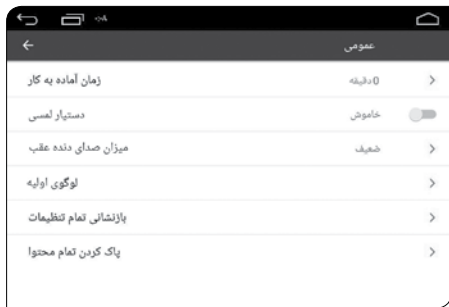 عمومی
زمان آماده به کار 0 دقیقه
دستیار لمسی خاموش
میزان صدای دنده عقب ضعیف
لوگوی اولیه
بازنشانی تمام تنظیمات
پاک کردن تمام محتوا